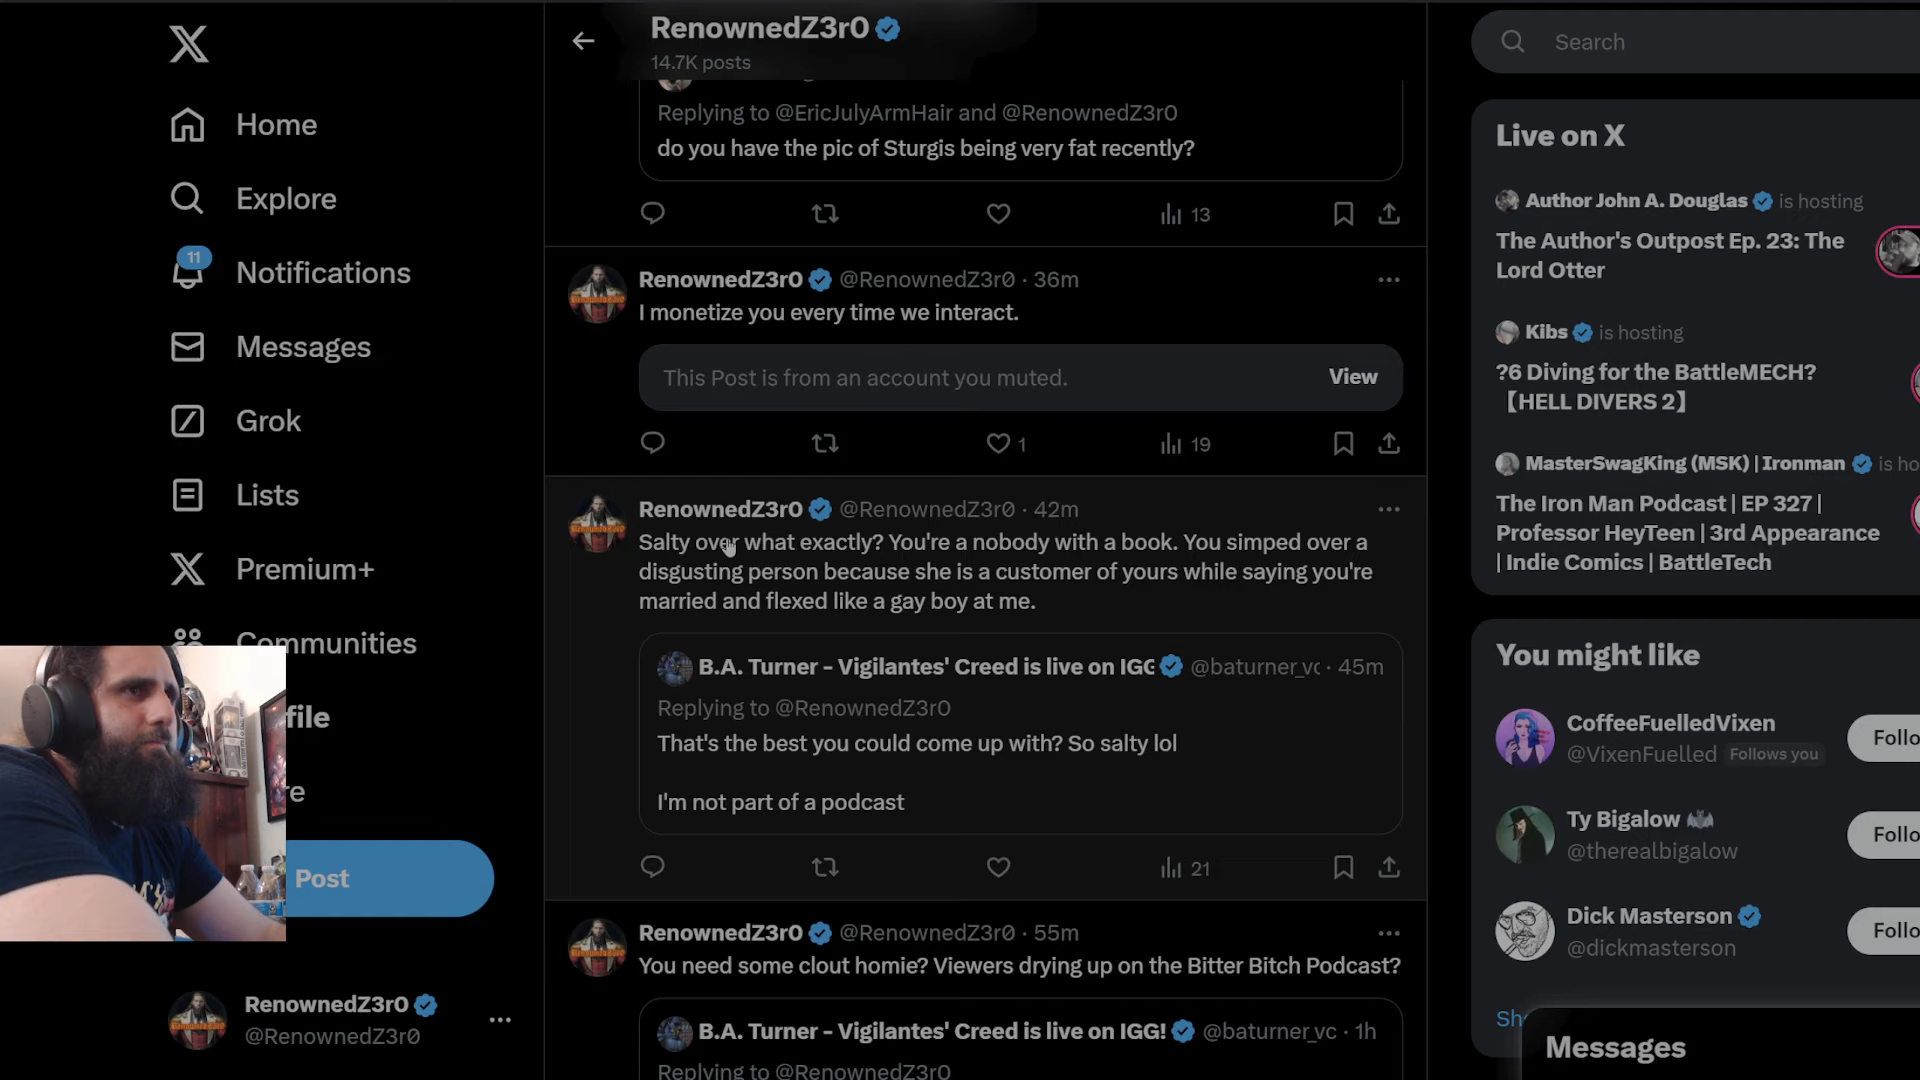 Home
Explore
11
Notifications
Messages
Grok
Lists
Premium+
Communities
file
re
Post
RenownedZ3r0
@RenownedZ3r0
RenownedZ3r0
14.7K posts
Replying to @EricJulyArmHair and @RenownedZ3r0
do you have the pic of Sturgis being very fat recently?
13
RenownedZ3r0 @RenownedZ3r0 · 36m
I monetize you every time we interact.
This Post is from an account you muted.
View
1
19
RenownedZ3r0 @RenownedZ3r0 · 42m
Salty over what exactly? You're a nobody with a book. You simped over a
disgusting person because she is a customer of yours while saying you're
married and flexed like a gay boy at me.
B.A. Turner - Vigilantes' Creed is live on IGG @baturner_vc · 45m
Replying to @RenownedZ3r0
That's the best you could come up with? So salty lol
I'm not part of a podcast
21
RenownedZ3r0 @RenownedZ3r0 · 55m
You need some clout homie? Viewers drying up on the Bitter Bitch Podcast?
B.A. Turner - Vigilantes' Creed is live on IGG! @baturner_vc · 1h
Replying to @RenownedZ3r0
Search
Live on X
Author John A. Douglas is hosting
The Author's Outpost Ep. 23: The
Lord Otter
Kibs is hosting
?6 Diving for the BattleMECH?
【HELL DIVERS 2】
MasterSwagKing (MSK) | Ironman is ho
The Iron Man Podcast | EP 327 |
Professor HeyTeen | 3rd Appearance
| Indie Comics | BattleTech
You might like
CoffeeFuelledVixen
@VixenFuelled Follows you
Follo
Ty Bigalow
@therealbigalow
Follo
Dick Masterson
@dickmasterson
Follo
Sh
Messages